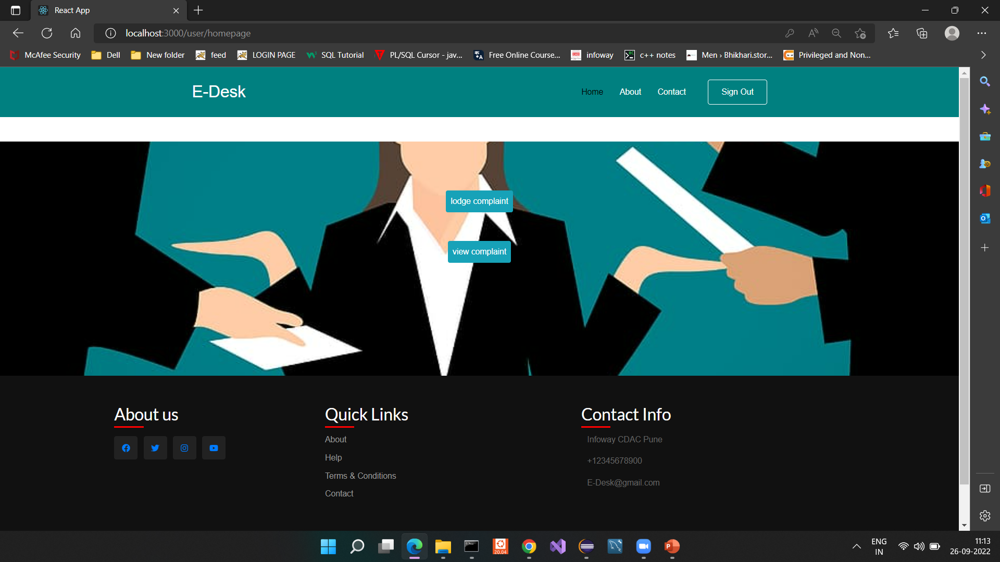 React App
localhost:3000/user/homepage
McAfee Security Dell New folder feed LOGIN PAGE SQL Tutorial PL/SQL Cursor - jav... Free Online Course... infoway c++ notes Men › Bhikhari.stor... Privileged and Non...
E-Desk Home About Contact Sign Out
lodge complaint
view complaint
About us
Quick Links
About
Help
Terms & Conditions
Contact
Contact Info
Infoway CDAC Pune
+12345678900
E-Desk@gmail.com
20.04
ENG
IN
11:13
26-09-2022